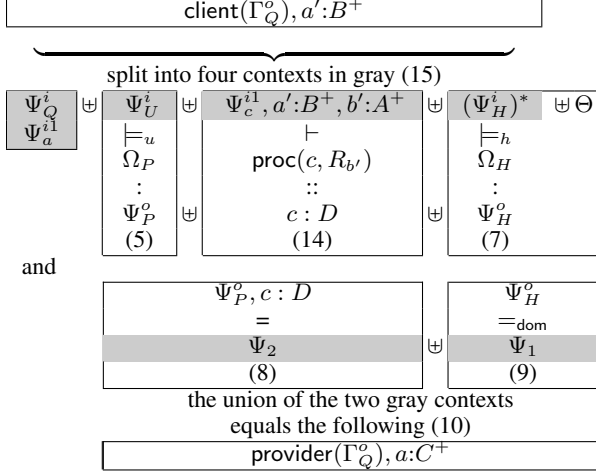 client(Γ_Q^o), a′:B⁺
split into four contexts in gray (15)
Ψ_Q^i ⊎ Ψ_U^i ⊎ Ψ_c^{i1}, a′:B⁺, b′:A⁺ ⊎ (Ψ_H^i)* ⊎ Θ
Ψ_a^{i1} ⊨_u ⊢ ⊨_h
Ω_P proc(c, R_{b′}) Ω_H
: :: :
Ψ_P^o ⊎ c : D ⊎ Ψ_H^o
(5) (14) (7)
and
Ψ_P^o, c : D Ψ_H^o
= =_dom
Ψ_2 ⊎ Ψ_1
(8) (9)
the union of the two gray contexts
equals the following (10)
provider(Γ_Q^o), a:C⁺